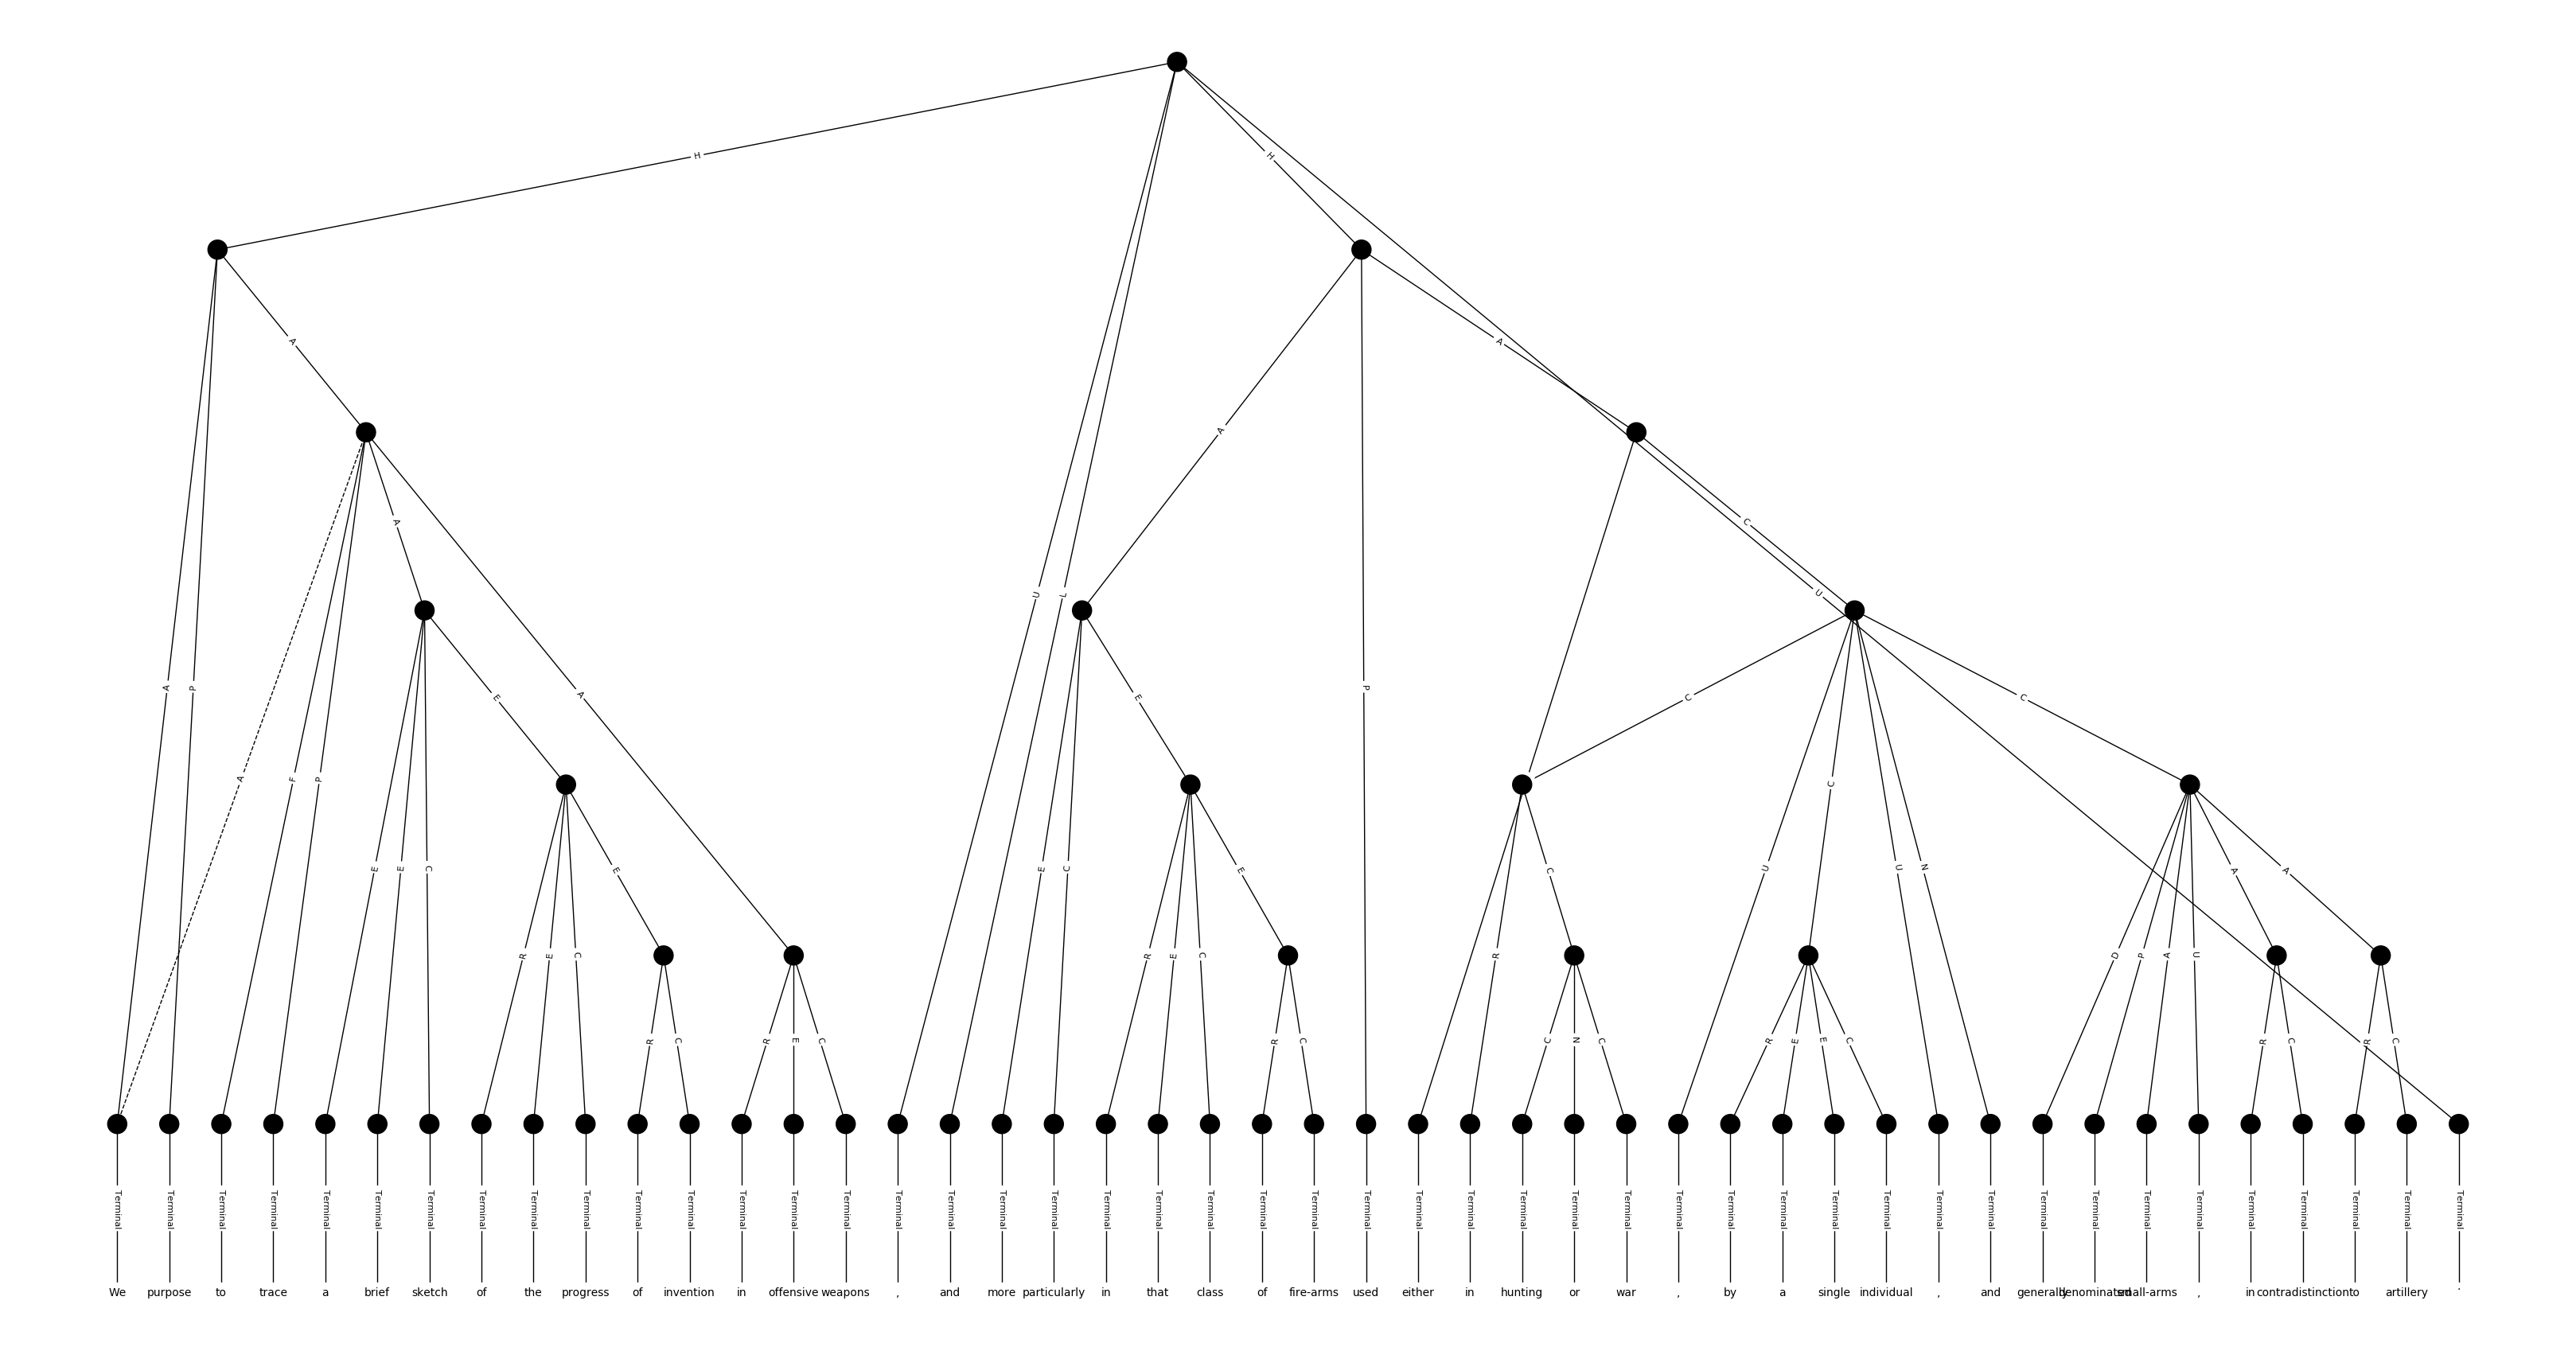 H
H
A
A
A
A
C
U
L
U
A
P
P
E
A
E
C
C
A
F
P
C
E
E
C
E
E
C
E
U
U
N
C
A
A
R
E
C
R
E
C
R
D
P
A
U
R
C
R
E
C
R
C
C
N
C
R
E
E
C
R
C
R
C
Terminal Terminal Terminal Terminal Terminal Terminal Terminal Terminal Terminal Terminal Terminal Terminal Terminal Terminal Terminal Terminal Terminal Terminal Terminal Terminal Terminal Terminal Terminal Terminal Terminal Terminal Terminal Terminal Terminal Terminal Terminal Terminal Terminal Terminal Terminal Terminal Terminal Terminal Terminal Terminal Terminal Terminal Terminal Terminal Terminal Terminal
We purpose to trace a brief sketch of the progress of invention in offensive weapons , and more particularly in that class of fire-arms used either in hunting or war , by a single individual , and generally denominated small-arms , in contradistinction to artillery .